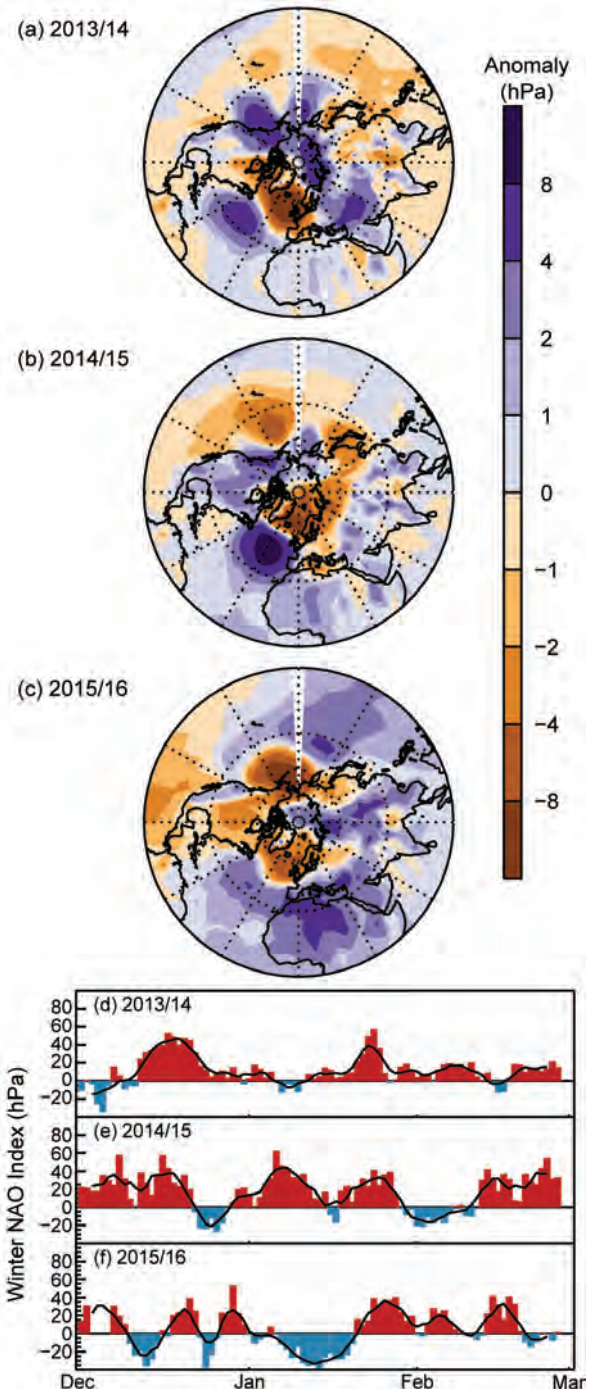 (a) 2013/14
Anomaly
(hPa)
8
4
2
1
0
−1
−2
−4
−8
(b) 2014/15
(c) 2015/16
Winter NAO Index (hPa)
(d) 2013/14
80
60
40
20
0
−20
(e) 2014/15
80
60
40
20
0
−20
(f) 2015/16
80
60
40
20
0
−20
Dec Jan Feb Mar